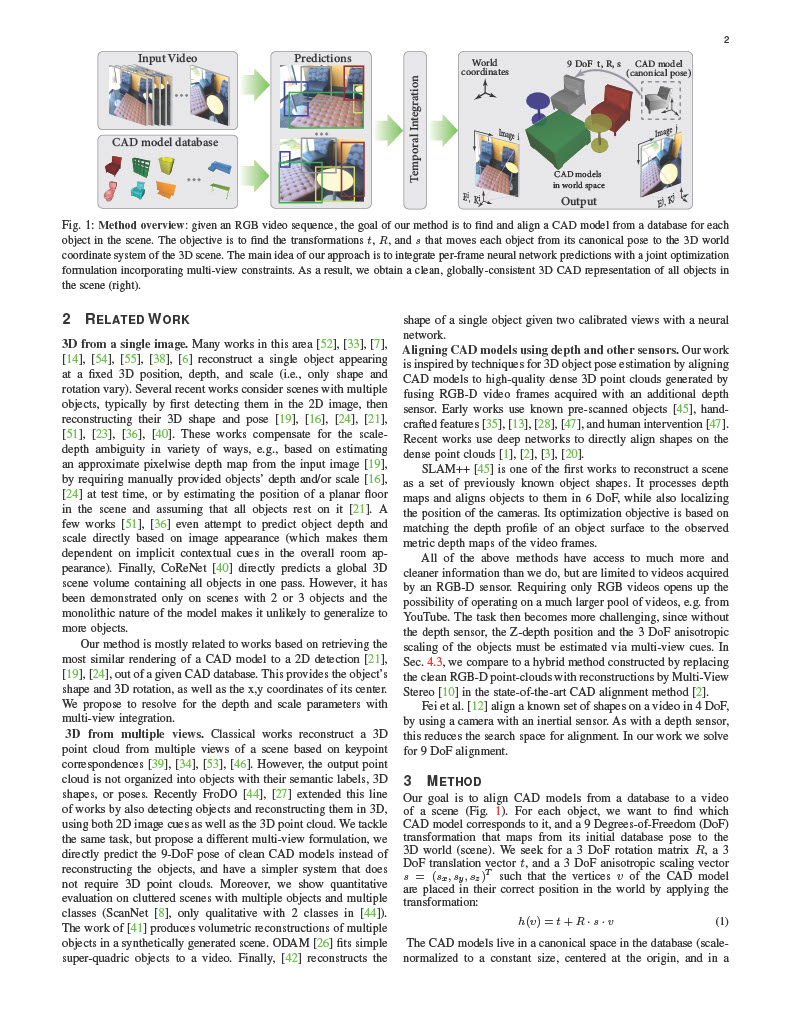 2
Input Video
CAD model database
Predictions
Temporal Integration
World
coordinates
9 DoF t, R, s
CAD model
(canonical pose)
Image i
Image j
CAD models
in world space
Output
Fig. 1: Method overview: given an RGB video sequence, the goal of our method is to find and align a CAD model from a database for each
object in the scene. The objective is to find the transformations t, R, and s that moves each object from its canonical pose to the 3D world
coordinate system of the 3D scene. The main idea of our approach is to integrate per-frame neural network predictions with a joint optimization
formulation incorporating multi-view constraints. As a result, we obtain a clean, globally-consistent 3D CAD representation of all objects in
the scene (right).
2 RELATED WORK
3D from a single image. Many works in this area [52], [33], [7],
[14], [54], [55], [38], [6] reconstruct a single object appearing
at a fixed 3D position, depth, and scale (i.e., only shape and
rotation vary). Several recent works consider scenes with multiple
objects, typically by first detecting them in the 2D image, then
reconstructing their 3D shape and pose [19], [16], [24], [21],
[51], [23], [36], [40]. These works compensate for the scale-
depth ambiguity in variety of ways, e.g., based on estimating
an approximate pixelwise depth map from the input image [19],
by requiring manually provided objects' depth and/or scale [16],
[24] at test time, or by estimating the position of a planar floor
in the scene and assuming that all objects rest on it [21]. A
few works [51], [36] even attempt to predict object depth and
scale directly based on image appearance (which makes them
dependent on implicit contextual cues in the overall room ap-
pearance). Finally, CoReNet [40] directly predicts a global 3D
scene volume containing all objects in one pass. However, it has
been demonstrated only on scenes with 2 or 3 objects and the
monolithic nature of the model makes it unlikely to generalize to
more objects.
Our method is mostly related to works based on retrieving the
most similar rendering of a CAD model to a 2D detection [21],
[19], [24], out of a given CAD database. This provides the object's
shape and 3D rotation, as well as the x,y coordinates of its center.
We propose to resolve for the depth and scale parameters with
multi-view integration.
3D from multiple views. Classical works reconstruct a 3D
point cloud from multiple views of a scene based on keypoint
correspondences [39], [34], [53], [46]. However, the output point
cloud is not organized into objects with their semantic labels, 3D
shapes, or poses. Recently FroDO [44], [27] extended this line
of works by also detecting objects and reconstructing them in 3D,
using both 2D image cues as well as the 3D point cloud. We tackle
the same task, but propose a different multi-view formulation, we
directly predict the 9-DoF pose of clean CAD models instead of
reconstructing the objects, and have a simpler system that does
not require 3D point clouds. Moreover, we show quantitative
evaluation on cluttered scenes with multiple objects and multiple
classes (ScanNet [8], only qualitative with 2 classes in [44]).
The work of [41] produces volumetric reconstructions of multiple
objects in a synthetically generated scene. ODAM [26] fits simple
super-quadric objects to a video. Finally, [42] reconstructs the
shape of a single object given two calibrated views with a neural
network.
Aligning CAD models using depth and other sensors. Our work
is inspired by techniques for 3D object pose estimation by aligning
CAD models to high-quality dense 3D point clouds generated by
fusing RGB-D video frames acquired with an additional depth
sensor. Early works use known pre-scanned objects [45], hand-
crafted features [35], [13], [28], [47], and human intervention [47].
Recent works use deep networks to directly align shapes on the
dense point clouds [1], [2], [3], [20].
SLAM++ [45] is one of the first works to reconstruct a scene
as a set of previously known object shapes. It processes depth
maps and aligns objects to them in 6 DoF, while also localizing
the position of the cameras. Its optimization objective is based on
matching the depth profile of an object surface to the observed
metric depth maps of the video frames.
All of the above methods have access to much more and
cleaner information than we do, but are limited to videos acquired
by an RGB-D sensor. Requiring only RGB videos opens up the
possibility of operating on a much larger pool of videos, e.g. from
YouTube. The task then becomes more challenging, since without
the depth sensor, the Z-depth position and the 3 DoF anisotropic
scaling of the objects must be estimated via multi-view cues. In
Sec. 4.3, we compare to a hybrid method constructed by replacing
the clean RGB-D point-clouds with reconstructions by Multi-View
Stereo [10] in the state-of-the-art CAD alignment method [2].
Fei et al. [12] align a known set of shapes on a video in 4 DoF,
by using a camera with an inertial sensor. As with a depth sensor,
this reduces the search space for alignment. In our work we solve
for 9 DoF alignment.
3 METHOD
Our goal is to align CAD models from a database to a video
of a scene (Fig. 1). For each object, we want to find which
CAD model corresponds to it, and a 9 Degrees-of-Freedom (DoF)
transformation that maps from its initial database pose to the
3D world (scene). We seek for a 3 DoF rotation matrix R, a 3
DoF translation vector t, and a 3 DoF anisotropic scaling vector
s = (s_x, s_y, s_z)^T such that the vertices v of the CAD model
are placed in their correct position in the world by applying the
transformation:
h(v) = t + R · s · v (1)
The CAD models live in a canonical space in the database (scale-
normalized to a constant size, centered at the origin, and in a